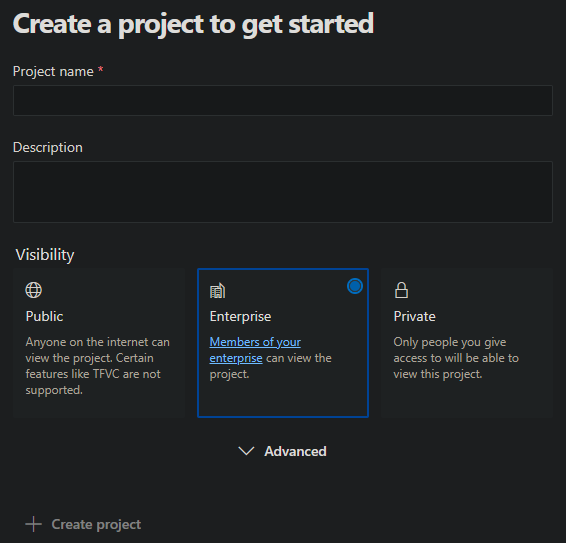 Create a project to get started
Project name *
Description
Visibility
Public
Anyone on the internet can
view the project. Certain
features like TFVC are not
supported.
Enterprise
Members of your
enterprise can view the
project.
Private
Only people you give
access to will be able to
view this project.
Advanced
Create project